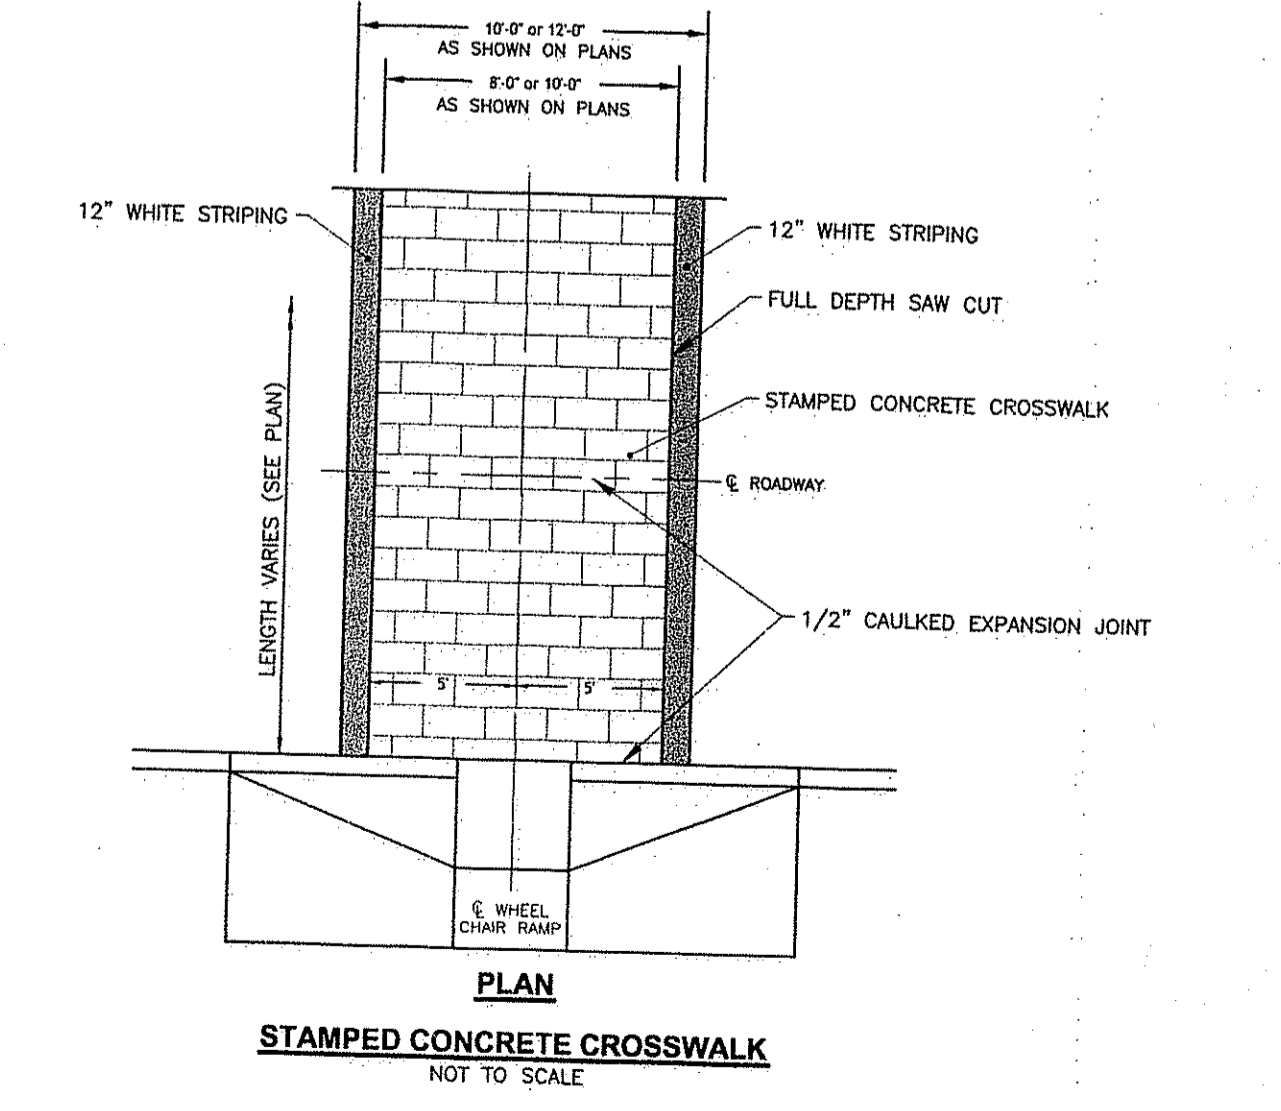 10'-0" or 12'-0"
AS SHOWN ON PLANS
8'-0" or 10'-0"
AS SHOWN ON PLANS
12" WHITE STRIPING
12" WHITE STRIPING
FULL DEPTH SAW CUT
STAMPED CONCRETE CROSSWALK
LENGTH VARIES (SEE PLAN)
℄ ROADWAY
1/2" CAULKED EXPANSION JOINT
5' 5'
℄ WHEEL
CHAIR RAMP
PLAN
STAMPED CONCRETE CROSSWALK
NOT TO SCALE